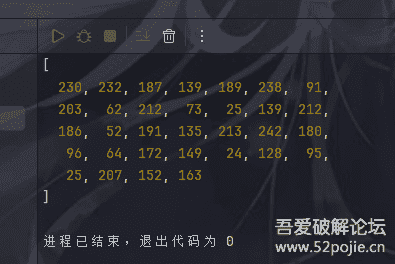 [
230, 232, 187, 139, 189, 238, 91,
203, 62, 212, 73, 25, 139, 212,
186, 52, 191, 135, 213, 242, 180,
96, 64, 172, 149, 24, 128, 95,
25, 207, 152, 163
]
进程已结束，退出代码为 0
吾爱破解论坛
www.52pojie.cn